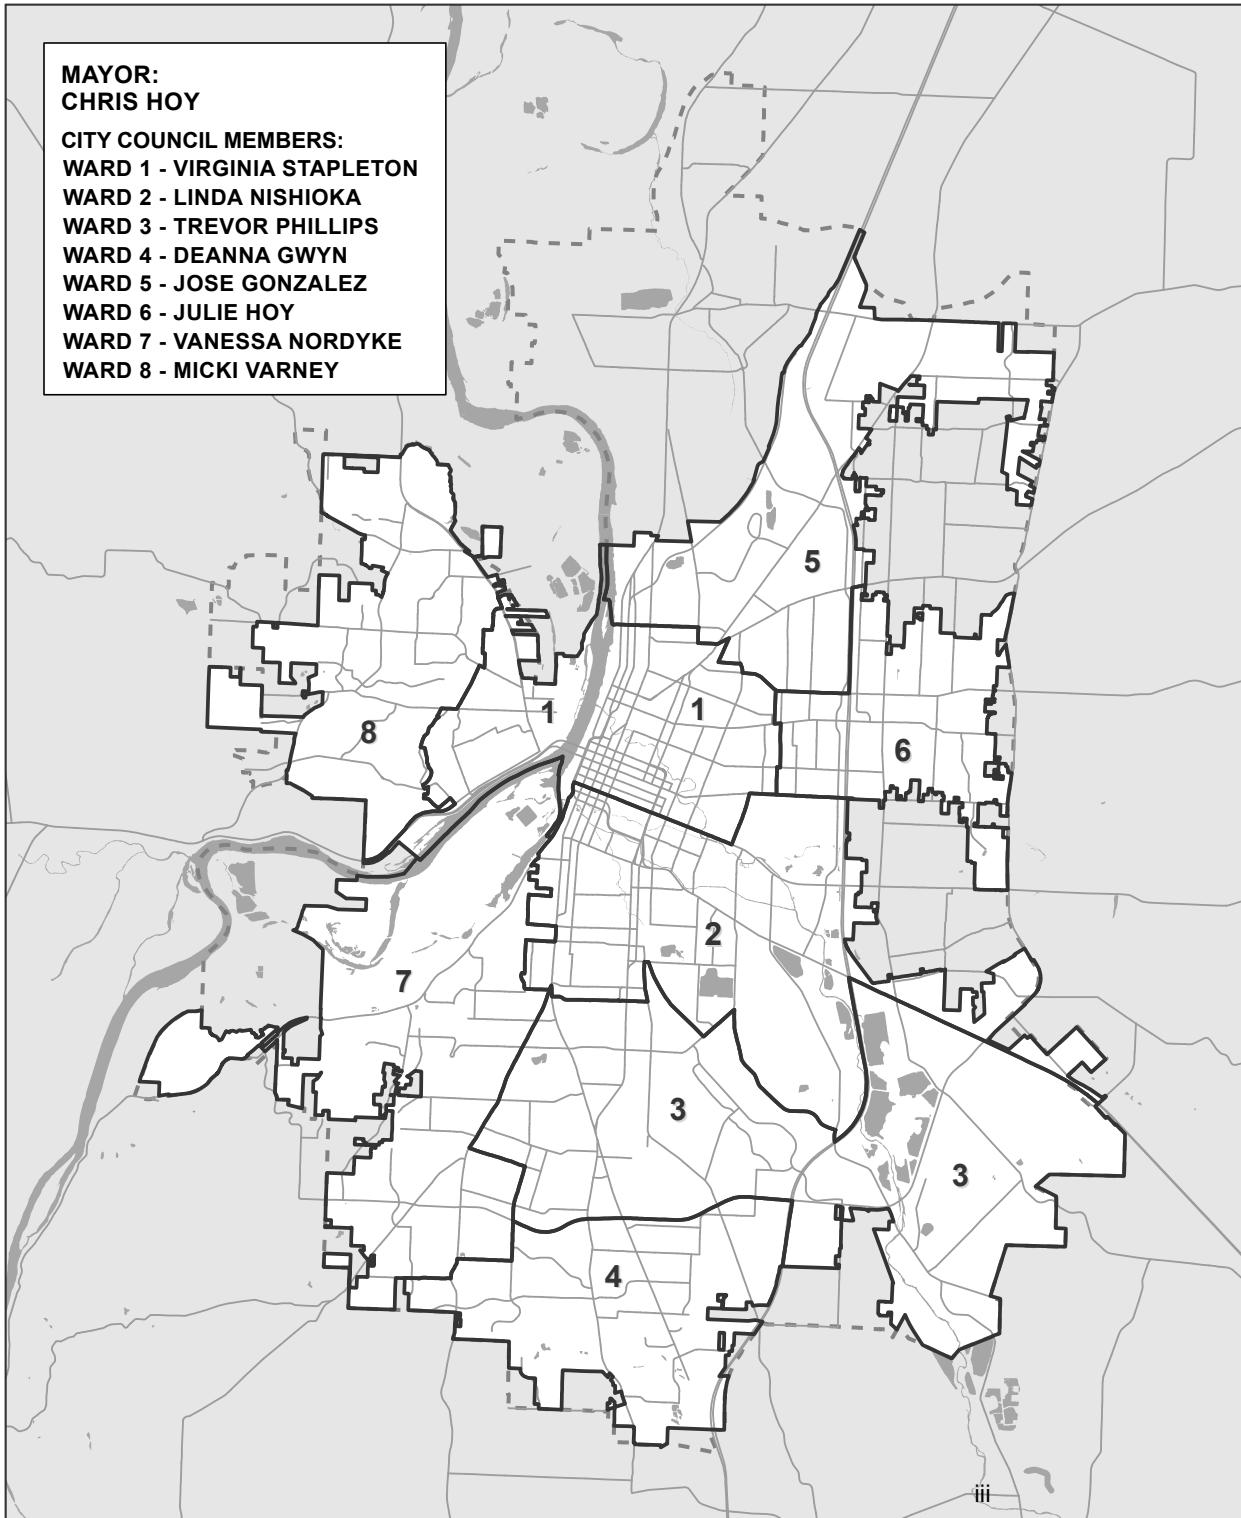 MAYOR:
CHRIS HOY
CITY COUNCIL MEMBERS:
WARD 1 - VIRGINIA STAPLETON
WARD 2 - LINDA NISHIOKA
WARD 3 - TREVOR PHILLIPS
WARD 4 - DEANNA GWYN
WARD 5 - JOSE GONZALEZ
WARD 6 - JULIE HOY
WARD 7 - VANESSA NORDYKE
WARD 8 - MICKI VARNEY
5
1
1
8
6
2
7
3
3
4
iii